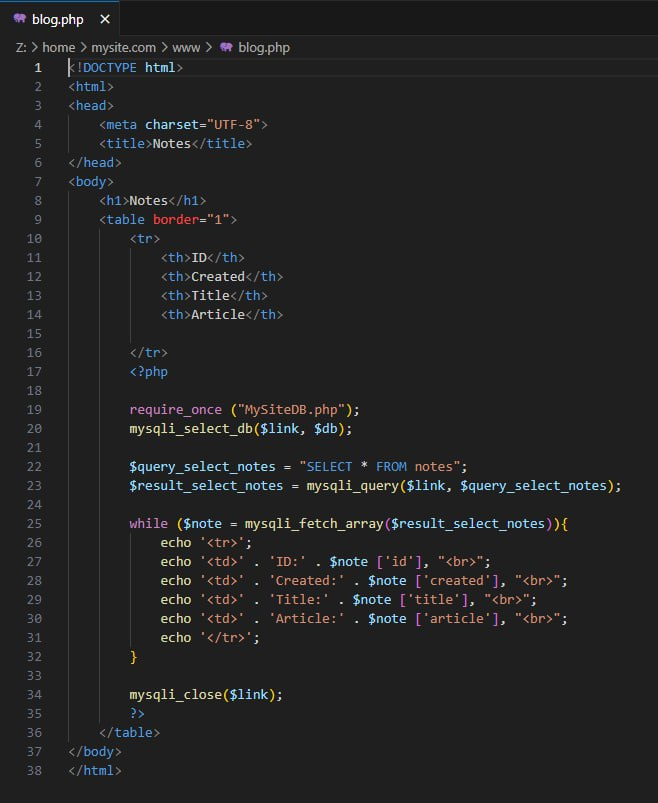 blog.php ×
Z: > home > mysite.com > www > blog.php
1 <!DOCTYPE html>
2 <html>
3 <head>
4     <meta charset="UTF-8">
5     <title>Notes</title>
6 </head>
7 <body>
8     <h1>Notes</h1>
9     <table border="1">
10         <tr>
11             <th>ID</th>
12             <th>Created</th>
13             <th>Title</th>
14             <th>Article</th>
15
16         </tr>
17         <?php
18
19         require_once ("MySiteDB.php");
20         mysqli_select_db($link, $db);
21
22         $query_select_notes = "SELECT * FROM notes";
23         $result_select_notes = mysqli_query($link, $query_select_notes);
24
25         while ($note = mysqli_fetch_array($result_select_notes)){
26             echo '<tr>';
27             echo '<td>' . 'ID:' . $note ['id'], "<br>";
28             echo '<td>' . 'Created:' . $note ['created'], "<br>";
29             echo '<td>' . 'Title:' . $note ['title'], "<br>";
30             echo '<td>' . 'Article:' . $note ['article'], "<br>";
31             echo '</tr>';
32         }
33
34         mysqli_close($link);
35         ?>
36     </table>
37 </body>
38 </html>